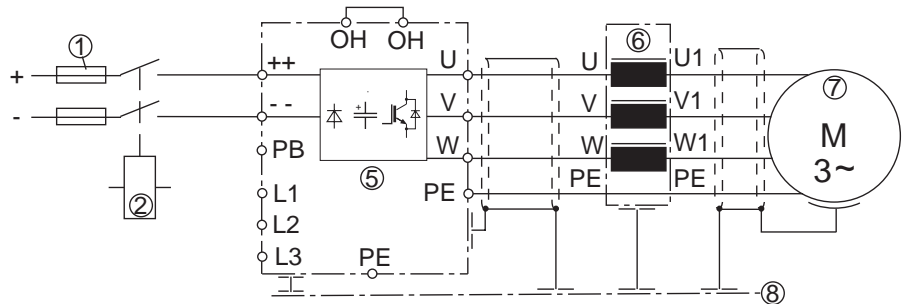 OH OH
① ++ U ⑥ U U1
+
-- V V V1 ⑦
-
PB W W W1 M
⑤ 3~
② L1 PE PE PE
L2
L3 PE
⑧